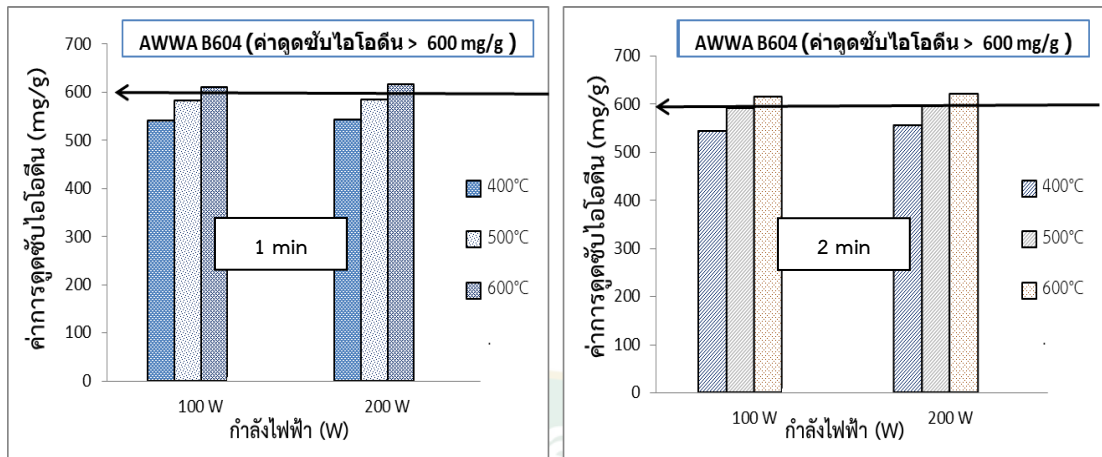 AWWA B604 (ค่าดูดซับไอโอดีน > 600 mg/g )
ค่าการดูดซับไอโอดีน (mg/g)
700
600
500
400
300
200
100
0
1 min
400°C
500°C
600°C
100 W
200 W
กำลังไฟฟ้า (W)
AWWA B604 (ค่าดูดซับไอโอดีน > 600 mg/g )
ค่าการดูดซับไอโอดีน (mg/g)
700
600
500
400
300
200
100
0
2 min
400°C
500°C
600°C
100 W
200 W
กำลังไฟฟ้า (W)